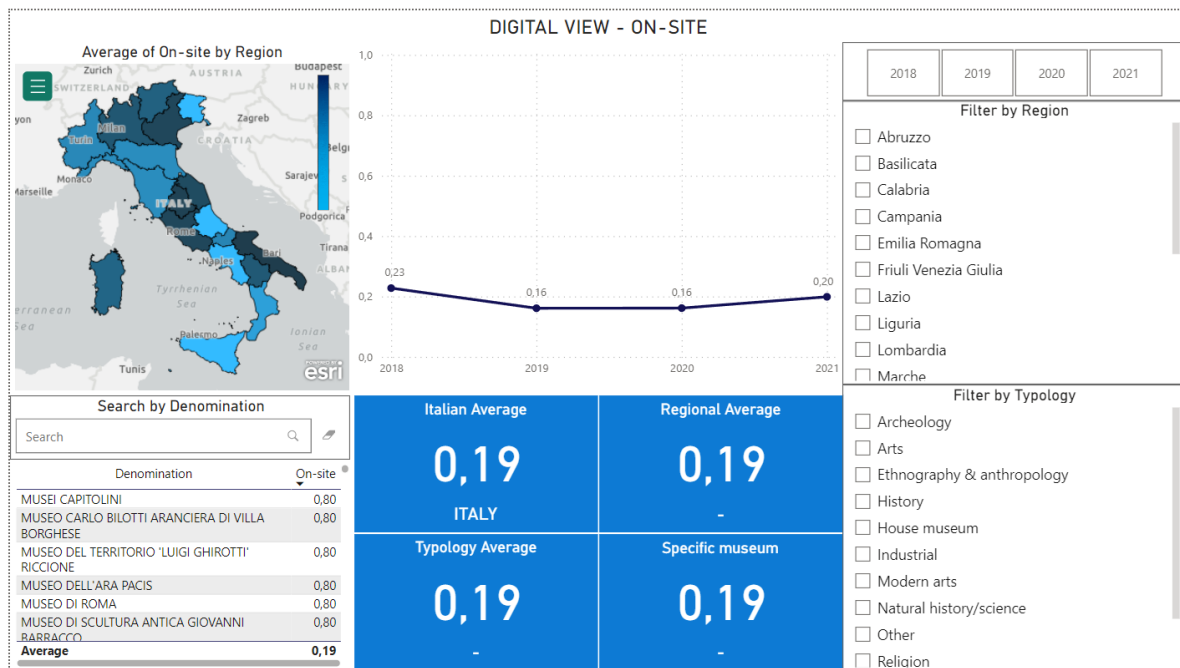 DIGITAL VIEW - ON-SITE
Average of On-site by Region
Zurich
AUSTRIA
Budapest
SWITZERLAND
HUNGARY
Milan
Zagreb
yon
Turin
CROATIA
Belg
Monaco
Sarajev
Marseille
ITALY
Podgorica
Rome
Bari
Tirana
Naples
ALBAN
Tyrrhenian
Sea
erranean
Sea
Palermo
Ionian
Sea
Tunis
POWERED BY
esri
1,0
0,8
0,6
0,4
0,2
0,0
0,23
0,16
0,16
0,20
2018
2019
2020
2021
2018
2019
2020
2021
Filter by Region
Abruzzo
Basilicata
Calabria
Campania
Emilia Romagna
Friuli Venezia Giulia
Lazio
Liguria
Lombardia
Marche
Search by Denomination
Search
Denomination On-site
MUSEI CAPITOLINI 0,80
MUSEO CARLO BILOTTI ARANCIERA DI VILLA 0,80
BORGHESE
MUSEO DEL TERRITORIO 'LUIGI GHIROTTI' 0,80
RICCIONE
MUSEO DELL'ARA PACIS 0,80
MUSEO DI ROMA 0,80
MUSEO DI SCULTURA ANTICA GIOVANNI 0,80
BARRACCO
Average 0,19
Italian Average
0,19
ITALY
Regional Average
0,19
-
Typology Average
0,19
-
Specific museum
0,19
-
Filter by Typology
Archeology
Arts
Ethnography & anthropology
History
House museum
Industrial
Modern arts
Natural history/science
Other
Religion